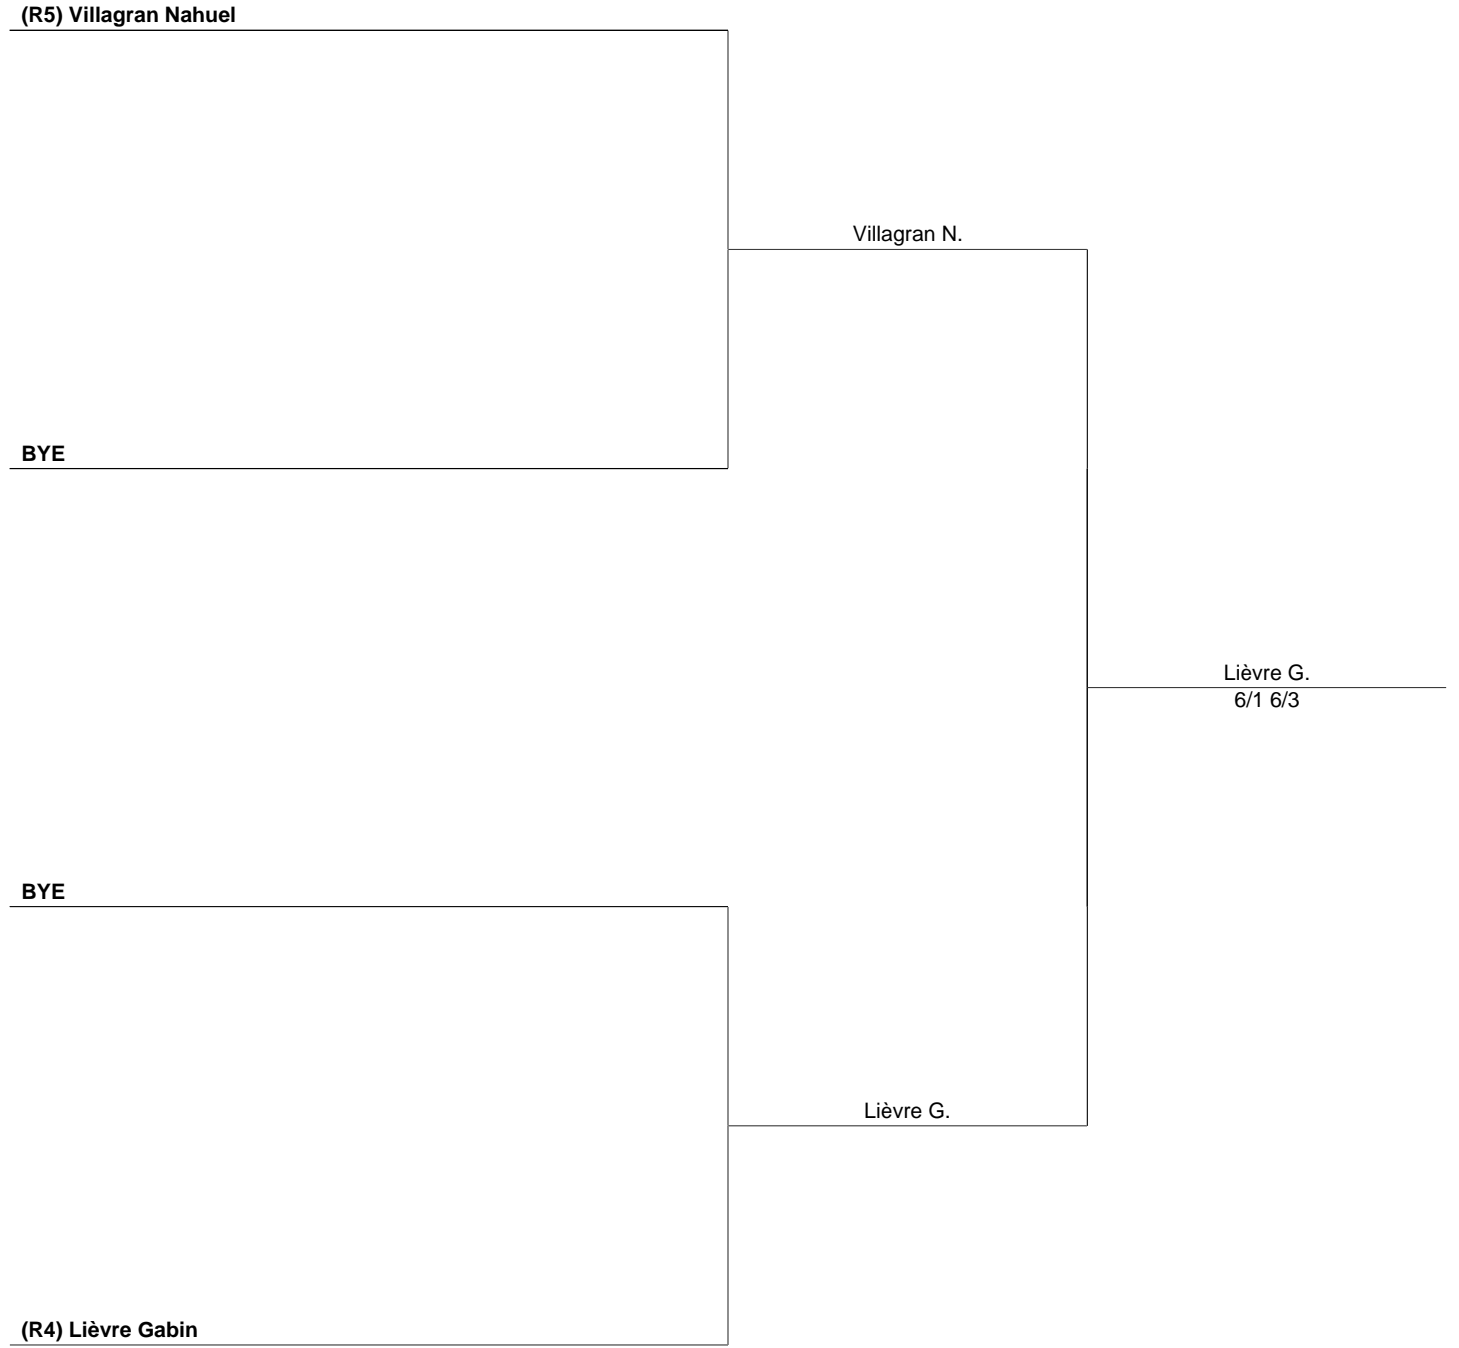 (R5) Villagran Nahuel
Villagran N.
BYE
Lièvre G.
6/1 6/3
BYE
Lièvre G.
(R4) Lièvre Gabin